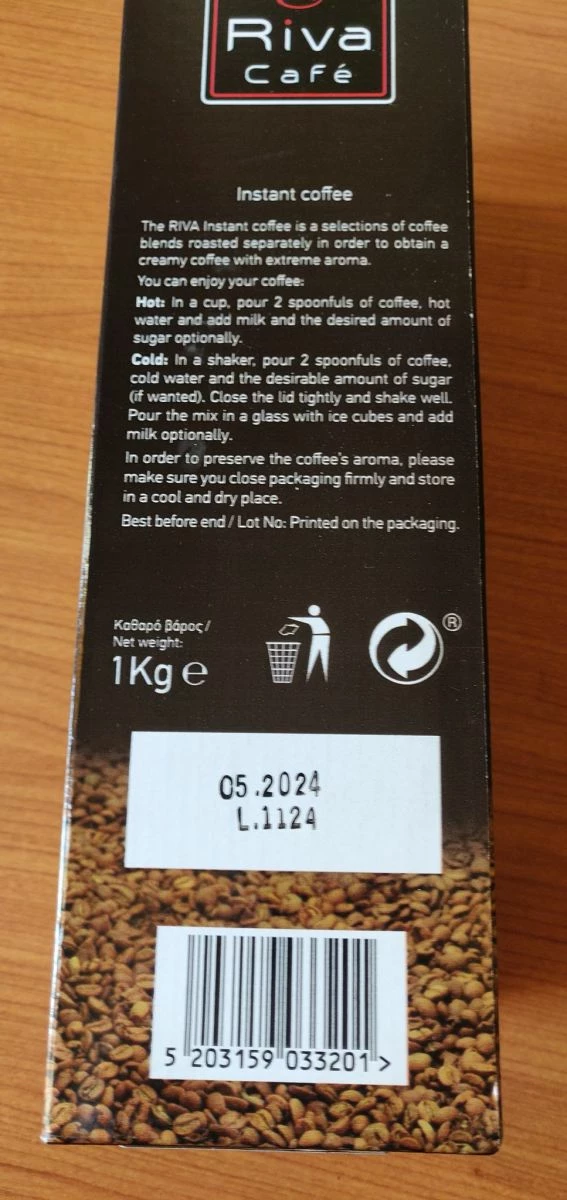 Riva
Café
Instant coffee
The RIVA Instant coffee is a selections of coffee
blends roasted separately in order to obtain a
creamy coffee with extreme aroma.
You can enjoy your coffee:
Hot: In a cup, pour 2 spoonfuls of coffee, hot
water and add milk and the desired amount of
sugar optionally.
Cold: In a shaker, pour 2 spoonfuls of coffee,
cold water and the desirable amount of sugar
(if wanted). Close the lid tightly and shake well.
Pour the mix in a glass with ice cubes and add
milk optionally.
In order to preserve the coffee's aroma, please
make sure you close packaging firmly and store
in a cool and dry place.
Best before end / Lot No: Printed on the packaging.
Καθαρό βάρος /
Net weight:
1Kg e
®
05.2024
L.1124
5 203159 033201 >